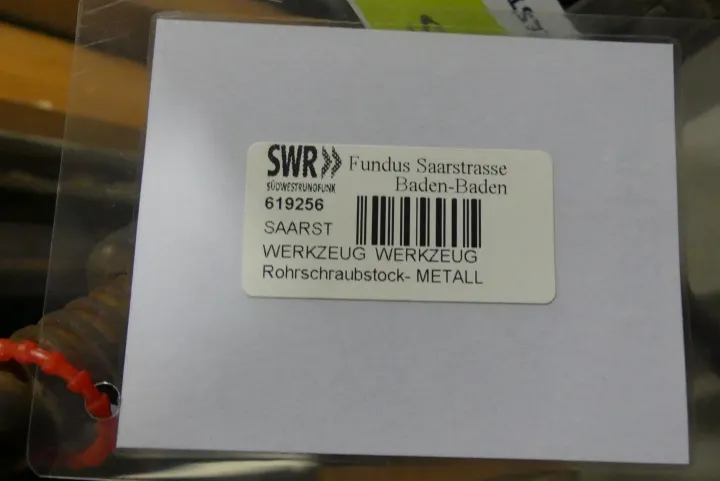 SWR» Fundus Saarstrasse
SÜDWESTRUNDFUNK Baden-Baden
619256
SAARST
WERKZEUG WERKZEUG
Rohrschraubstock- METALL